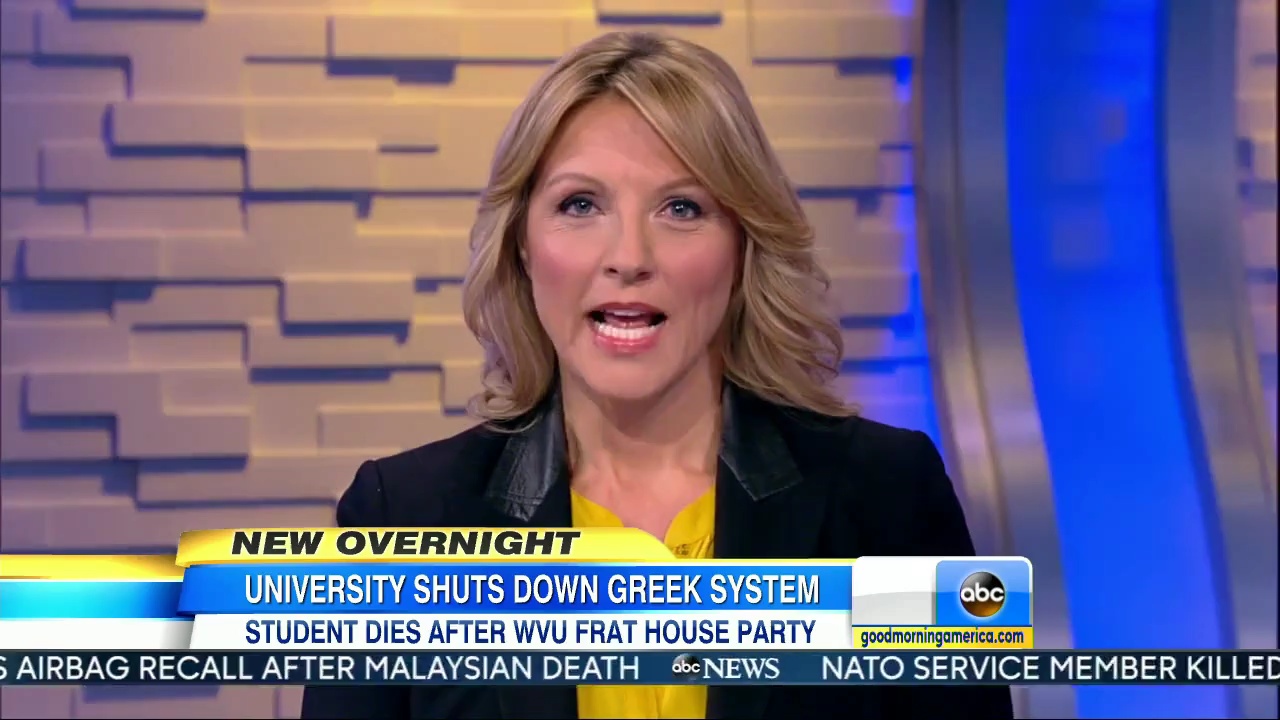 NEW OVERNIGHT
UNIVERSITY SHUTS DOWN GREEK SYSTEM
abc
STUDENT DIES AFTER WVU FRAT HOUSE PARTY
goodmorningamerica.com
S AIRBAG RECALL AFTER MALAYSIAN DEATH abc NEWS NATO SERVICE MEMBER KILLED